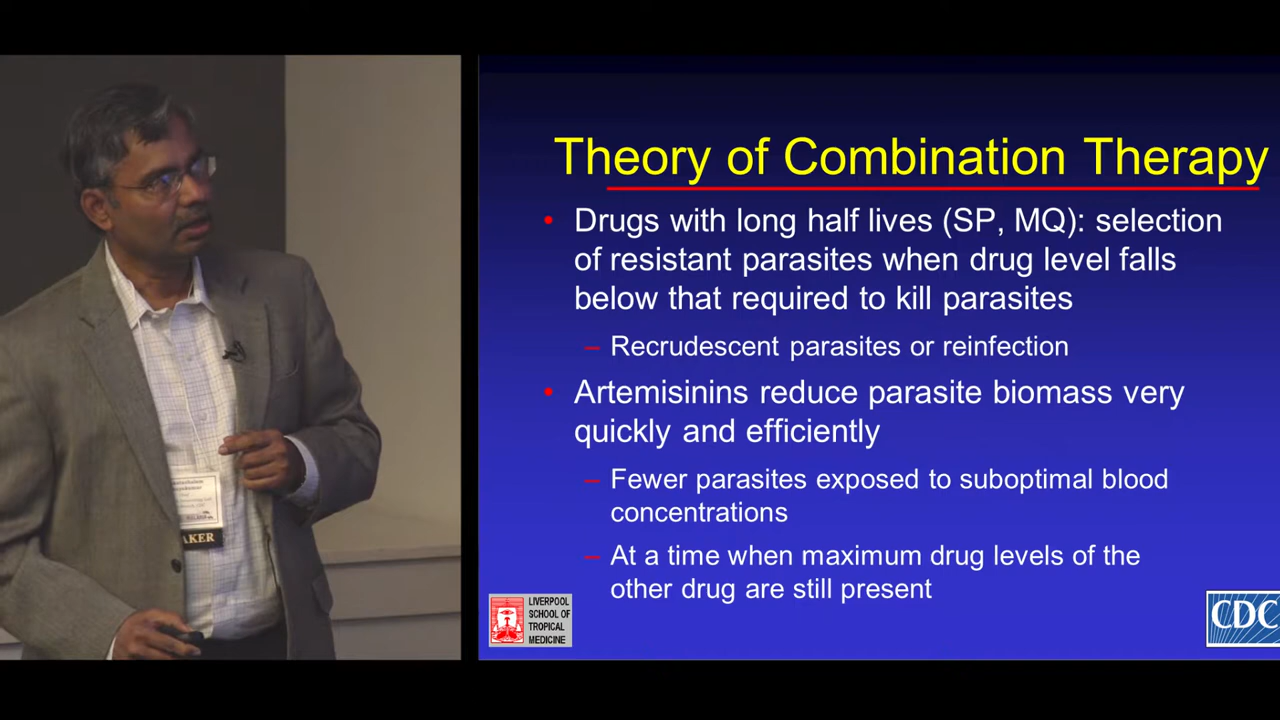 Theory of Combination Therapy
• Drugs with long half lives (SP, MQ): selection
of resistant parasites when drug level falls
below that required to kill parasites
– Recrudescent parasites or reinfection
• Artemisinins reduce parasite biomass very
quickly and efficiently
– Fewer parasites exposed to suboptimal blood
concentrations
– At a time when maximum drug levels of the
other drug are still present
LIVERPOOL
SCHOOL OF
TROPICAL
MEDICINE
CDC
AKER